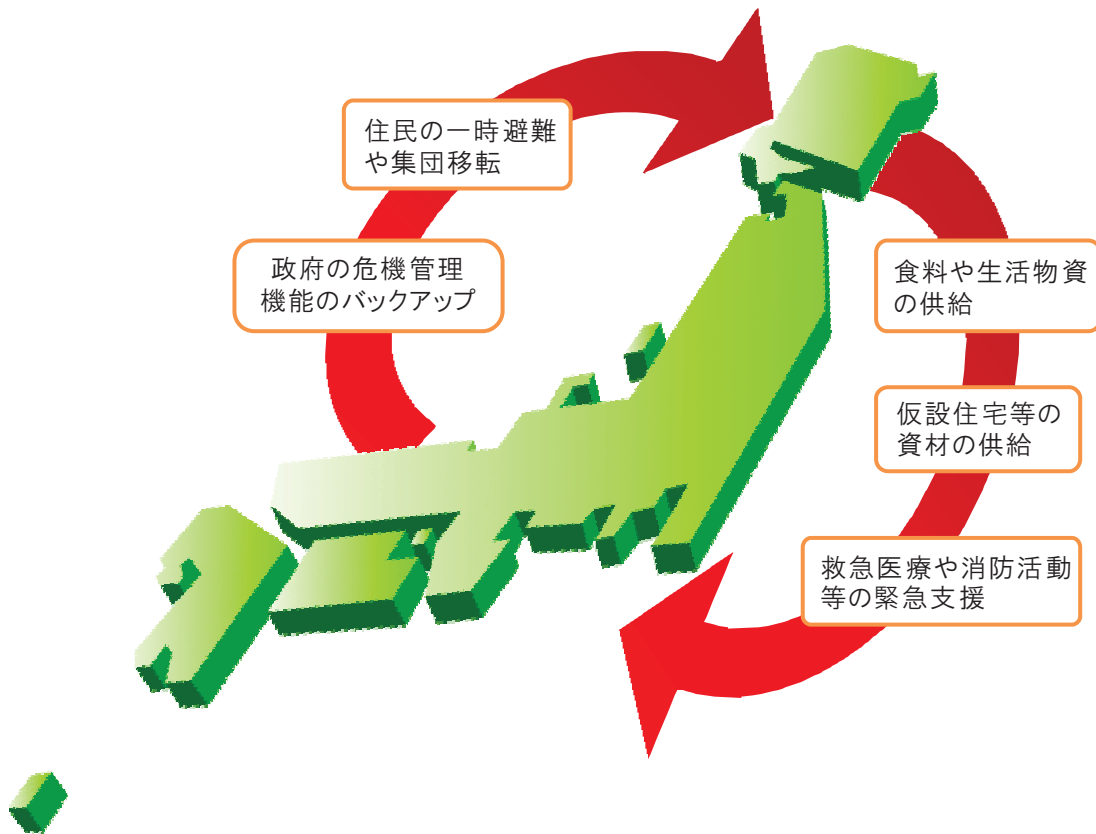 住民の一時避難
や集団移転
政府の危機管理
機能のバックアップ
食料や生活物資
の供給
仮設住宅等の
資材の供給
救急医療や消防活動
等の緊急支援